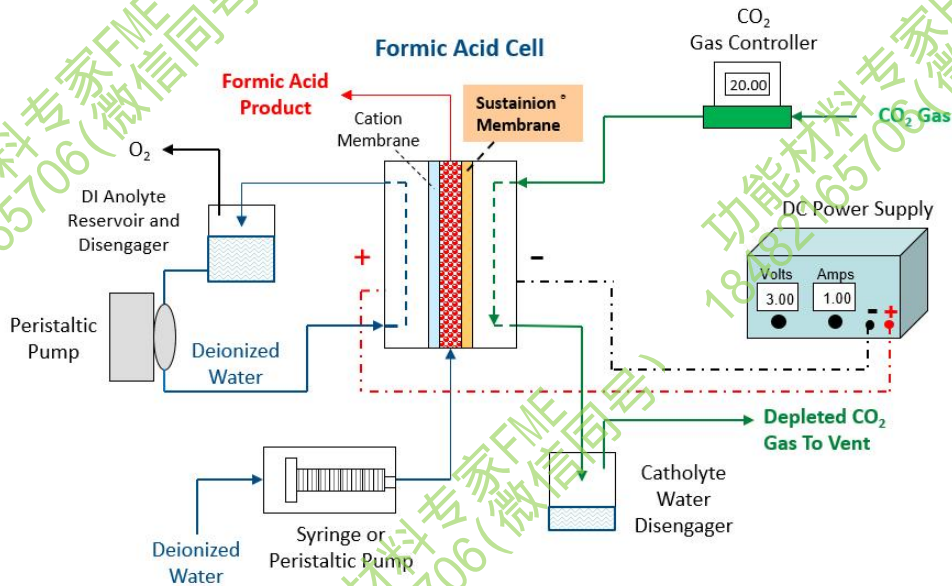 CO₂
Gas Controller
20.00
CO₂ Gas
Formic Acid Cell
Formic Acid
Product
Cation
Membrane
Sustainion®
Membrane
O₂
DI Anolyte
Reservoir and
Disengager
+
-
DC Power Supply
Volts
Amps
3.00
1.00
- +
Peristaltic
Pump
Deionized
Water
Depleted CO₂
Gas To Vent
Catholyte
Water
Disengager
Syringe or
Peristaltic Pump
Deionized
Water
功能材料专家FME
18482165706(微信同号)